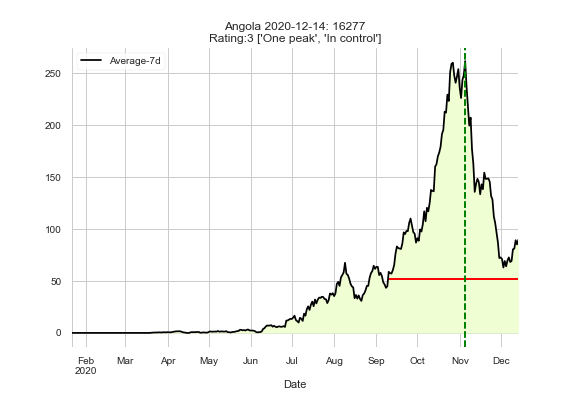 Angola 2020-12-14: 16277
Rating:3 ['One peak', 'In control']
Average-7d
250
200
150
100
50
0
Feb Mar Apr May Jun Jul Aug Sep Oct Nov Dec
2020
Date